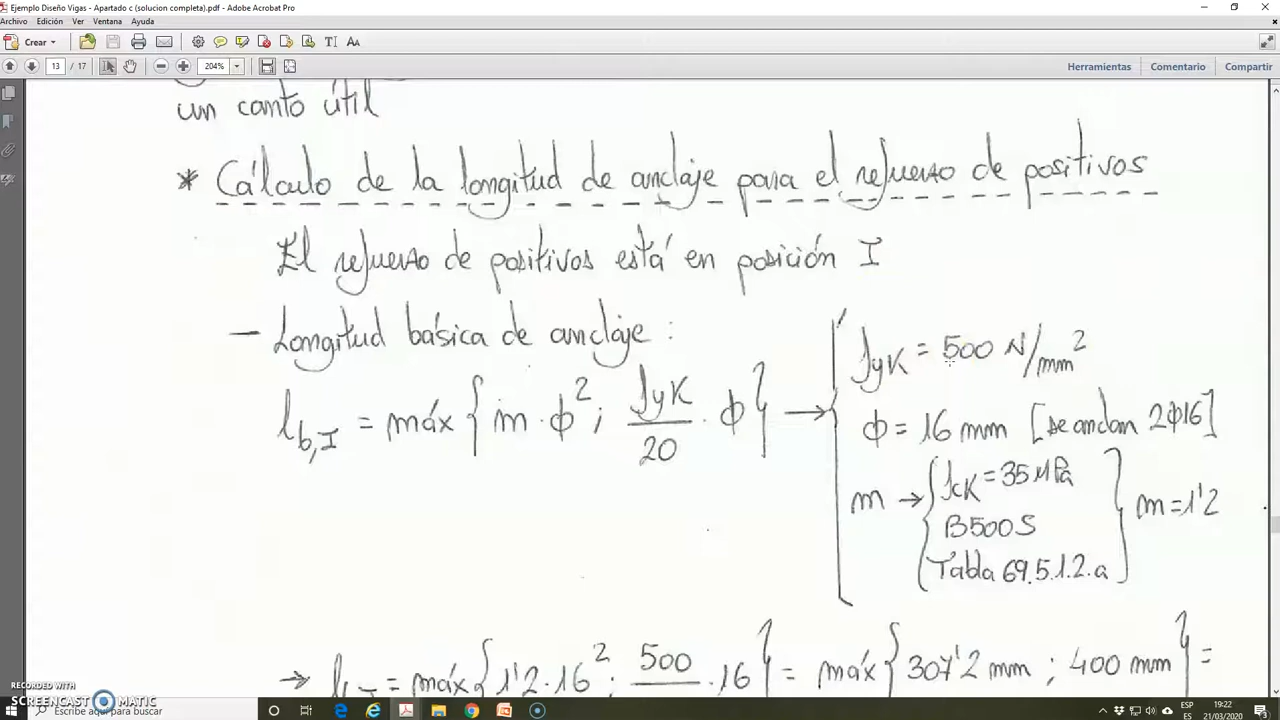 Ejemplo Diseño Vigas - Apartado c (solucion completa).pdf - Adobe Acrobat Pro
Archivo Edición Ver Ventana Ayuda
Crear
13 / 17 204% Herramientas Comentario Compartir
un canto útil
* Cálculo de la longitud de anclaje para el refuerzo de positivos
El refuerzo de positivos está en posición I
- Longitud básica de anclaje :
l_b,I = máx { m · ϕ² ; fyk/20 · ϕ } →
fyk = 500 N/mm²
ϕ = 16 mm [Se anclan 2ϕ16]
m → { fck = 35 MPa
B500S
Tabla 69.5.1.2.a } m = 1'2
→ l_b,I = máx { 1'2 · 16² ; 500 · 16 } = máx { 307'2 mm ; 400 mm } =
RECORDED WITH
SCREENCAST MATIC
Escribe aquí para buscar
ESP
ES
19:22
21/03/2020